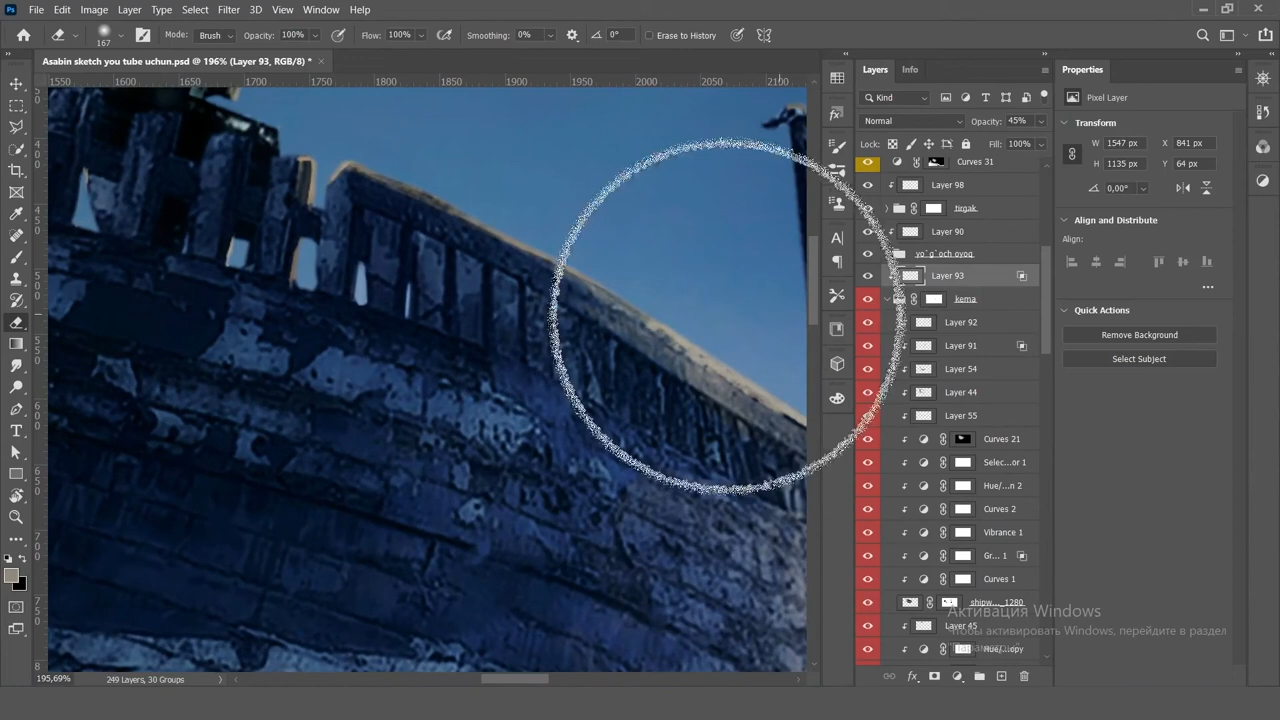 Ps File Edit Image Layer Type Select Filter 3D View Window Help
167 Mode: Brush Opacity: 100% Flow: 100% Smoothing: 0% 0° Erase to History
Asabin sketch you tube uchun.psd @ 196% (Layer 93, RGB/8) *
1550 1600 1650 1700 1750 1800 1850 1900 1950 2000 2050 2100
Layers Info
Kind
Normal Opacity: 45%
Lock: Fill: 100%
Curves 31
Layer 98
tirgak
Layer 90
yo`g`och oyoq
Layer 93
kema
Layer 92
Layer 91
Layer 54
Layer 44
Layer 55
Curves 21
Selec...or 1
Hue/...n 2
Curves 2
Vibrance 1
Gr... 1
Curves 1
shipw..._1280
Layer 45
Hue/...opy
Properties
Pixel Layer
Transform
W 1547 px X 841 px
H 1135 px Y 64 px
0,00°
Align and Distribute
Align:
Quick Actions
Remove Background
Select Subject
Активация Windows
Чтобы активировать Windows, перейдите в раздел
195,69% 249 Layers, 30 Groups